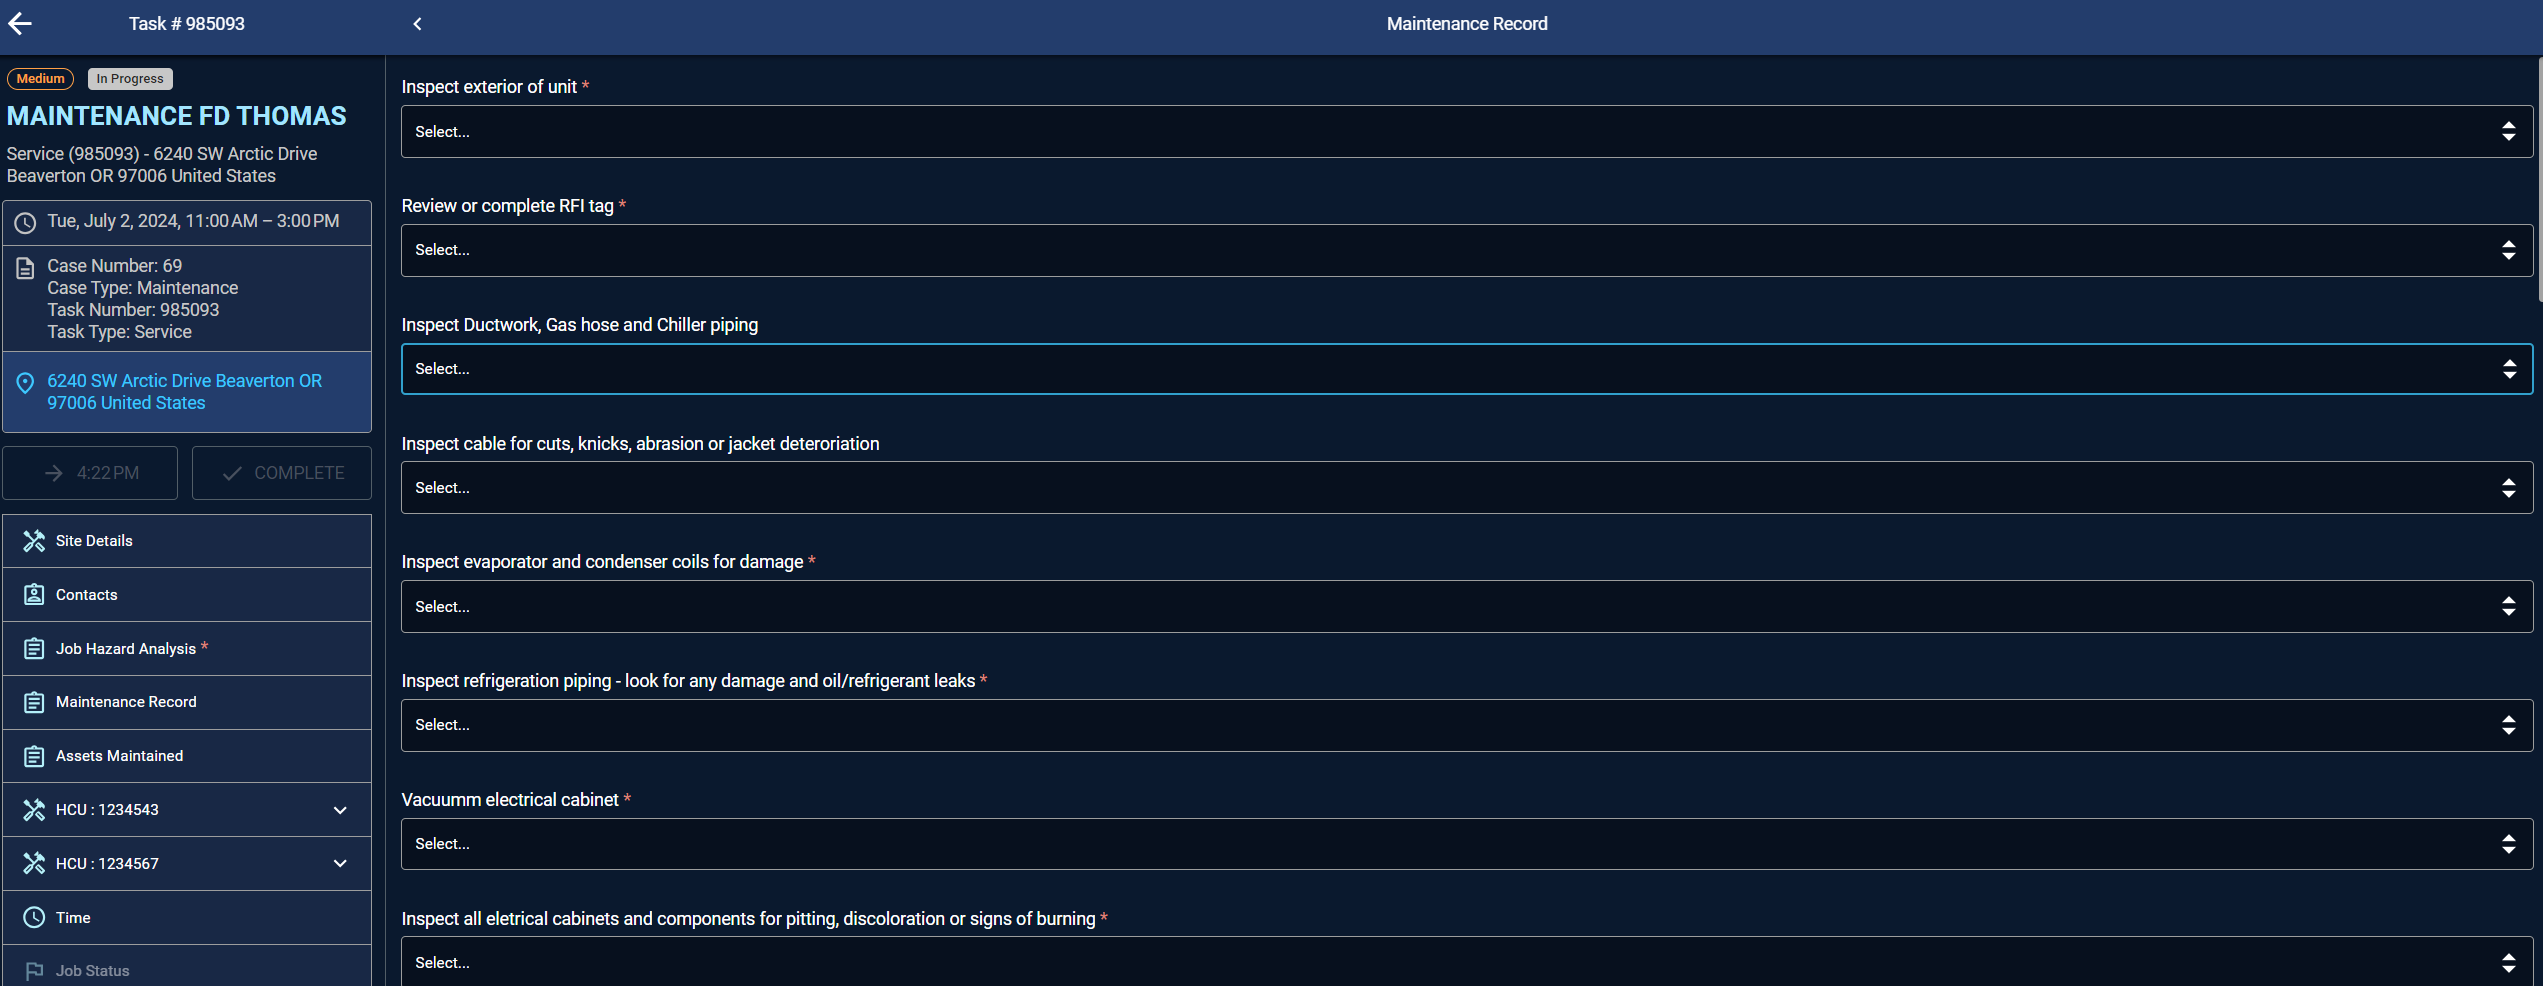 Task # 985093
Maintenance Record
Medium
In Progress
MAINTENANCE FD THOMAS
Service (985093) - 6240 SW Arctic Drive
Beaverton OR 97006 United States
Tue, July 2, 2024, 11:00 AM – 3:00 PM
Case Number: 69
Case Type: Maintenance
Task Number: 985093
Task Type: Service
6240 SW Arctic Drive Beaverton OR
97006 United States
4:22 PM
COMPLETE
Site Details
Contacts
Job Hazard Analysis *
Maintenance Record
Assets Maintained
HCU : 1234543
HCU : 1234567
Time
Job Status
Inspect exterior of unit *
Select...
Review or complete RFI tag *
Select...
Inspect Ductwork, Gas hose and Chiller piping
Select...
Inspect cable for cuts, knicks, abrasion or jacket deteroriation
Select...
Inspect evaporator and condenser coils for damage *
Select...
Inspect refrigeration piping - look for any damage and oil/refrigerant leaks *
Select...
Vacuumm electrical cabinet *
Select...
Inspect all eletrical cabinets and components for pitting, discoloration or signs of burning *
Select...